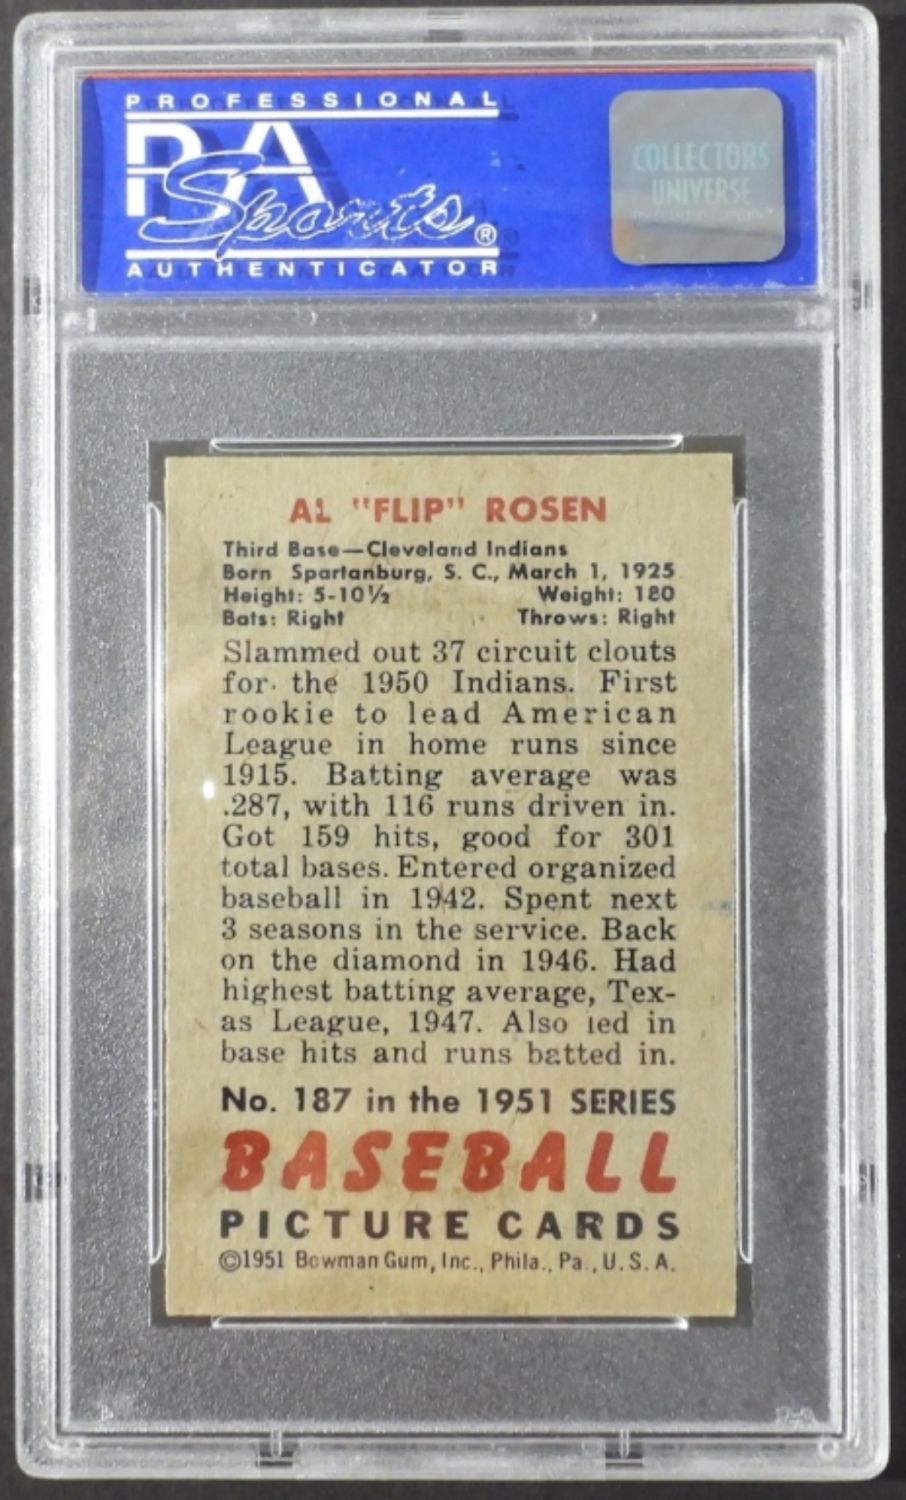 PROFESSIONAL
PSA
Sports®
AUTHENTICATOR
COLLECTORS
UNIVERSE
AL "FLIP" ROSEN
Third Base—Cleveland Indians
Born Spartanburg, S. C., March 1, 1925
Height: 5-10½ Weight: 180
Bats: Right Throws: Right
Slammed out 37 circuit clouts
for the 1950 Indians. First
rookie to lead American
League in home runs since
1915. Batting average was
.287, with 116 runs driven in.
Got 159 hits, good for 301
total bases. Entered organized
baseball in 1942. Spent next
3 seasons in the service. Back
on the diamond in 1946. Had
highest batting average, Tex-
as League, 1947. Also led in
base hits and runs batted in.
No. 187 in the 1951 SERIES
BASEBALL
PICTURE CARDS
©1951 Bowman Gum, Inc., Phila., Pa., U.S.A.